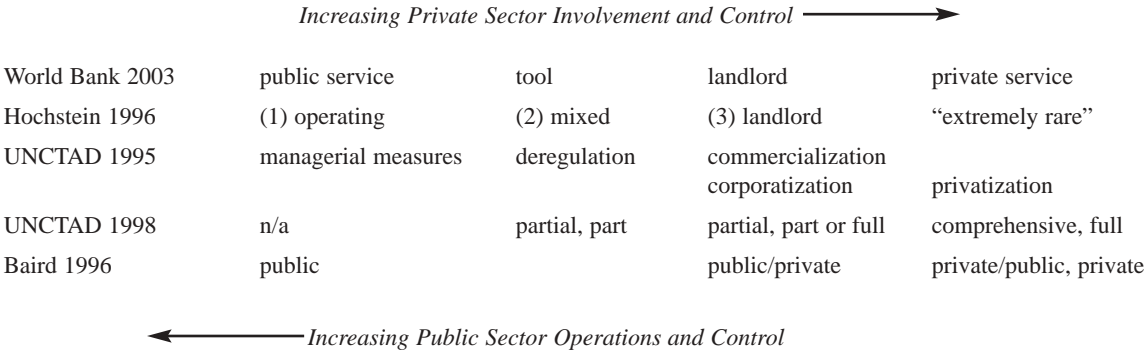 Increasing Private Sector Involvement and Control
World Bank 2003 public service tool landlord private service
Hochstein 1996 (1) operating (2) mixed (3) landlord “extremely rare”
UNCTAD 1995 managerial measures deregulation commercialization
corporatization privatization
UNCTAD 1998 n/a partial, part partial, part or full comprehensive, full
Baird 1996 public public/private private/public, private
Increasing Public Sector Operations and Control